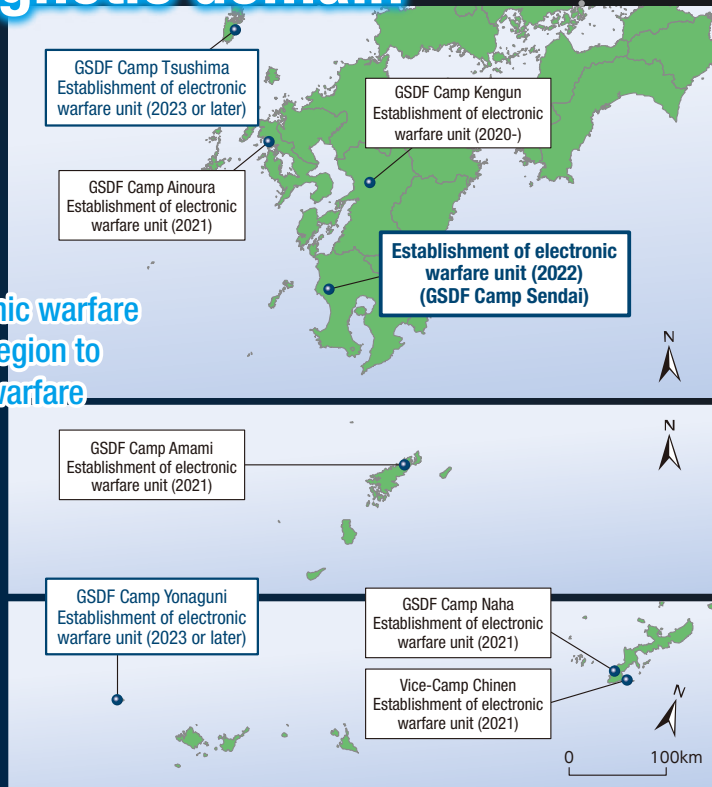 gnetic domain
GSDF Camp Tsushima
Establishment of electronic
warfare unit (2023 or later)
GSDF Camp Kengun
Establishment of electronic
warfare unit (2020-)
GSDF Camp Ainoura
Establishment of electronic
warfare unit (2021)
Establishment of electronic
warfare unit (2022)
(GSDF Camp Sendai)
nic warfare
egion to
warfare
N
GSDF Camp Amami
Establishment of electronic
warfare unit (2021)
N
GSDF Camp Yonaguni
Establishment of electronic
warfare unit (2023 or later)
GSDF Camp Naha
Establishment of electronic
warfare unit (2021)
Vice-Camp Chinen
Establishment of electronic
warfare unit (2021)
N
0 100km